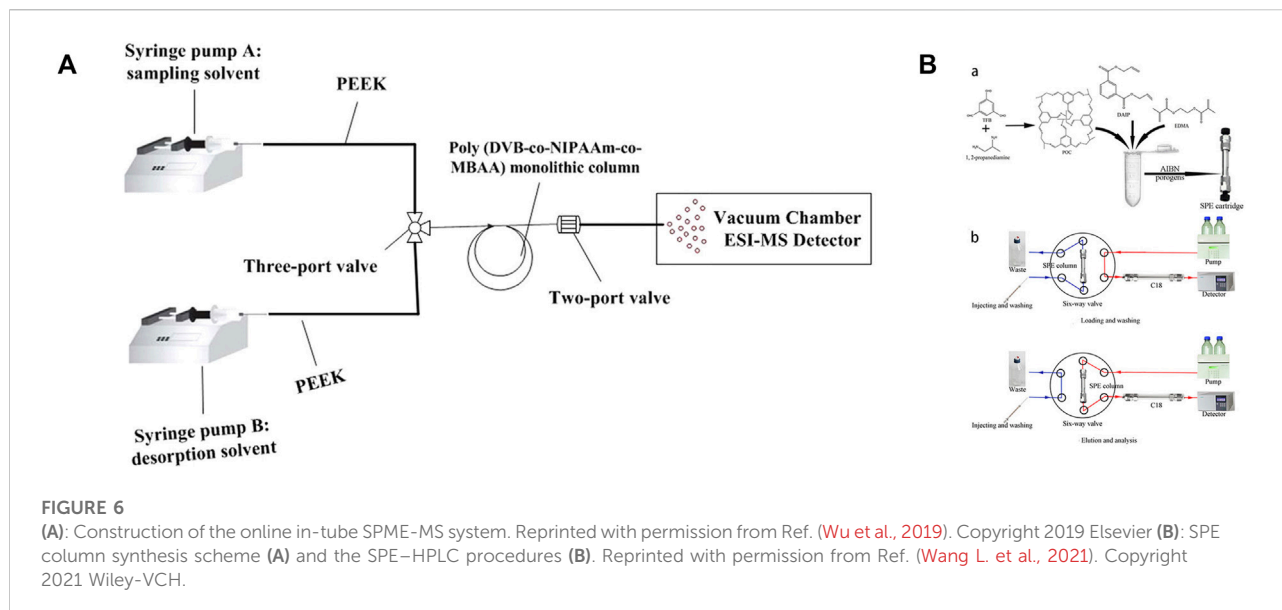 A
Syringe pump A:
sampling solvent
PEEK
Poly (DVB-co-NIPAAm-co-
MBAA) monolithic column
Vacuum Chamber
ESI-MS Detector
Three-port valve
Two-port valve
PEEK
Syringe pump B:
desorption solvent
B
a
TFB
+
1, 2-propanediamine
POC
DAIP
EDMA
AIBN
porogens
SPE cartridge
b
Waste
SPE column
Pump
C18
Injecting and washing
Six-way valve
Detector
Loading and washing
Waste
SPE column
Pump
C18
Injecting and washing
Six-way valve
Detector
Elution and analysis
FIGURE 6
(A): Construction of the online in-tube SPME-MS system. Reprinted with permission from Ref. (Wu et al., 2019). Copyright 2019 Elsevier (B): SPE
column synthesis scheme (A) and the SPE–HPLC procedures (B). Reprinted with permission from Ref. (Wang L. et al., 2021). Copyright
2021 Wiley-VCH.